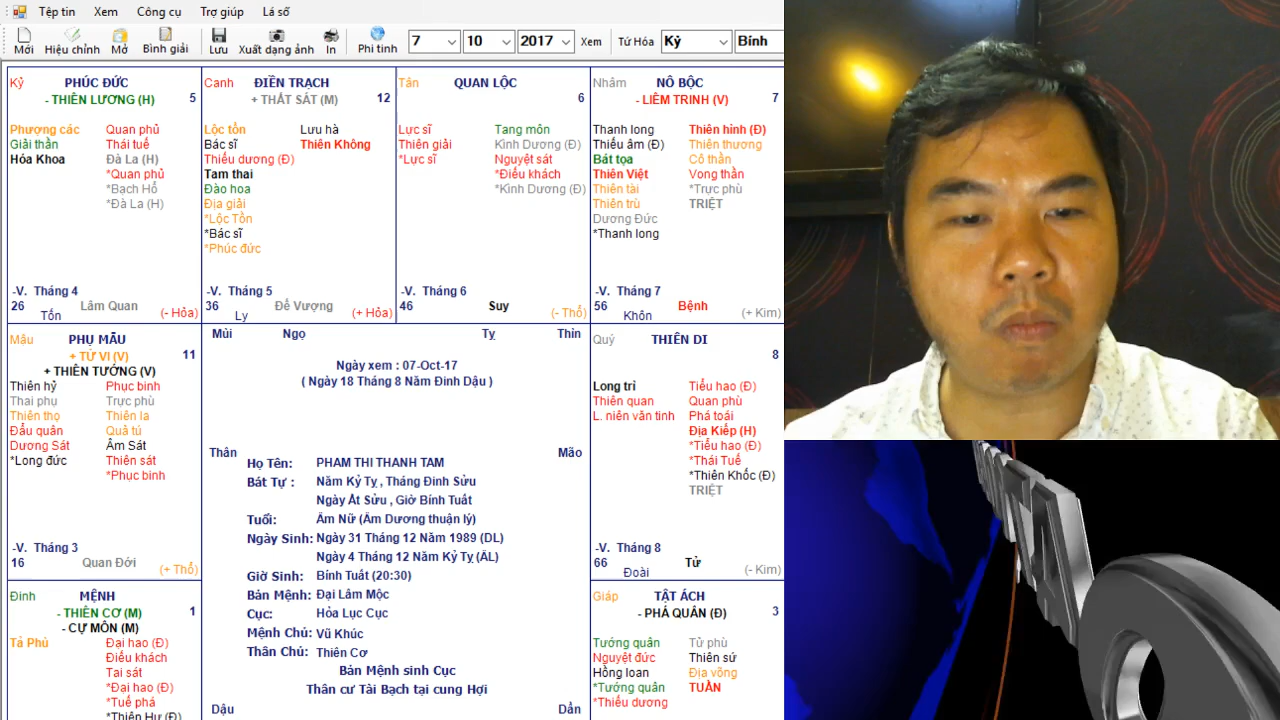 Tệp tin Xem Công cụ Trợ giúp Lá số
Mới Hiệu chỉnh Mở Bình giải Lưu Xuất dạng ảnh In Phi tinh 7 10 2017 Xem Tứ Hóa Kỷ Bính
Kỷ PHÚC ĐỨC
- THIÊN LƯƠNG (H) 5
Phượng các Quan phủ
Giải thần Thái tuế
Hóa Khoa Đà La (H)
*Quan phủ
*Bạch Hổ
*Đà La (H)
-V. Tháng 4
26 Lâm Quan
Tốn (- Hỏa)
Canh ĐIỀN TRẠCH
+ THẤT SÁT (M) 12
Lộc tồn Lưu hà
Bác sĩ Thiên Không
Thiếu dương (Đ)
Tam thai
Đào hoa
Địa giải
*Lộc Tồn
*Bác sĩ
*Phúc đức
-V. Tháng 5
36 Đế Vượng
Ly (+ Hỏa)
Tân QUAN LỘC
6
Lực sĩ Tang môn
Thiên giải Kình Dương (Đ)
*Lực sĩ Nguyệt sát
*Điếu khách
*Kình Dương (Đ)
-V. Tháng 6
46 Suy
(- Thổ)
Nhâm NÔ BỘC
- LIÊM TRINH (V) 7
Thanh long Thiên hình (Đ)
Thiếu âm (Đ) Thiên thương
Bát tọa Cô thần
Thiên Việt Vong thần
Thiên tài *Trực phù
Thiên trù TRIỆT
Dương Đức
*Thanh long
-V. Tháng 7
56 Bệnh
Khôn (+ Kim)
Mậu PHỤ MẪU
+ TỬ VI (V) 11
+ THIÊN TƯỚNG (V)
Thiên hỷ Phục binh
Thai phụ Trực phù
Thiên thọ Thiên la
Đẩu quân Quả tú
Dương Sát Âm Sát
*Long đức Thiên sát
*Phục binh
-V. Tháng 3
16 Quan Đới
(+ Thổ)
Mùi Ngọ Tỵ Thìn
Ngày xem : 07-Oct-17
( Ngày 18 Tháng 8 Năm Đinh Dậu )
Thân Mão
Họ Tên: PHAM THI THANH TAM
Bát Tự : Năm Kỷ Tỵ , Tháng Đinh Sửu
Ngày Ất Sửu , Giờ Bính Tuất
Tuổi: Âm Nữ (Âm Dương thuận lý)
Ngày Sinh: Ngày 31 Tháng 12 Năm 1989 (DL)
Ngày 4 Tháng 12 Năm Kỷ Tỵ (ÂL)
Giờ Sinh: Bính Tuất (20:30)
Bản Mệnh: Đại Lâm Mộc
Cục: Hỏa Lục Cục
Mệnh Chủ: Vũ Khúc
Thân Chủ: Thiên Cơ
Bản Mệnh sinh Cục
Thân cư Tài Bạch tại cung Hợi
Dậu Dần
Quý THIÊN DI
8
Long trì Tiểu hao (Đ)
Thiên quan Quan phù
L. niên văn tinh Phá toái
Địa Kiếp (H)
*Tiểu hao (Đ)
*Thái Tuế
*Thiên Khốc (Đ)
TRIỆT
-V. Tháng 8
66 Tử
Đoài (- Kim)
Đinh MỆNH
- THIÊN CƠ (M) 1
- CỰ MÔN (M)
Tả Phù Đại hao (Đ)
Điếu khách
Tai sát
*Đại hao (Đ)
*Tuế phá
*Thiên Hư (Đ)
Giáp TẬT ÁCH
- PHÁ QUÂN (Đ) 3
Tướng quân Tử phù
Nguyệt đức Thiên sứ
Hồng loan Địa võng
*Tướng quân TUẦN
*Thiếu dương